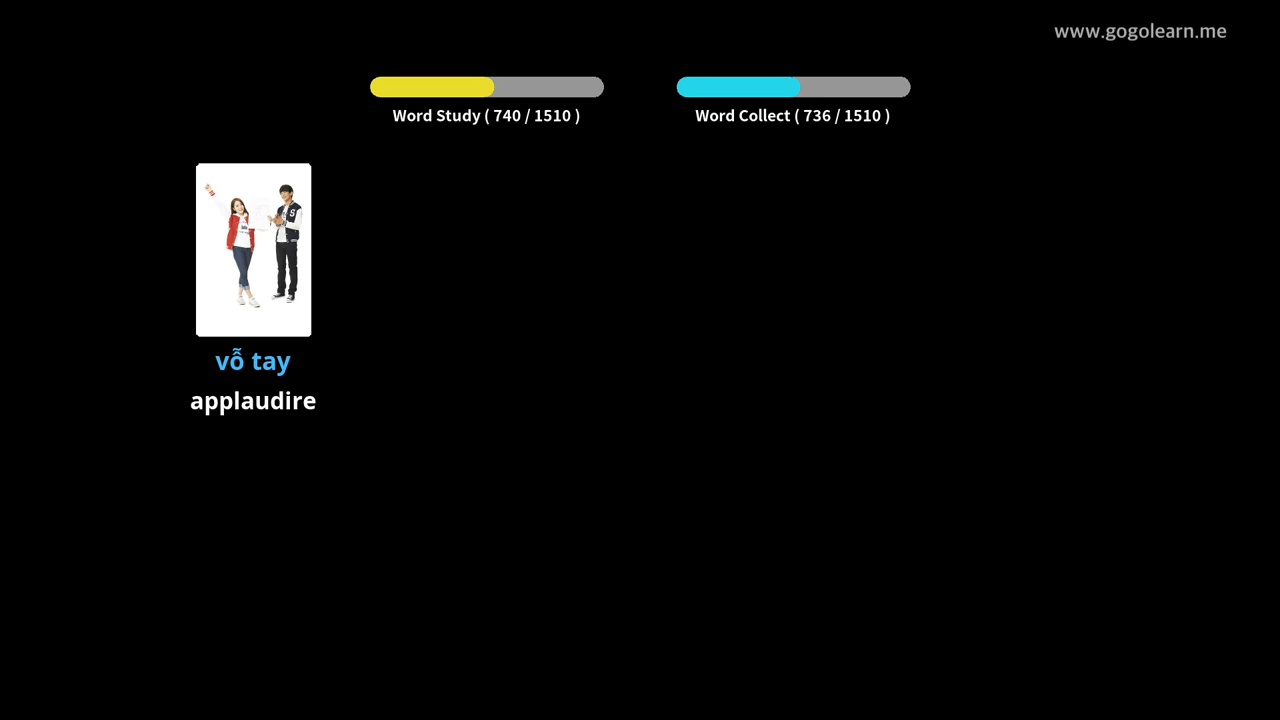 www.gogolearn.me
Word Study ( 740 / 1510 )
Word Collect ( 736 / 1510 )
vỗ tay
applaudire